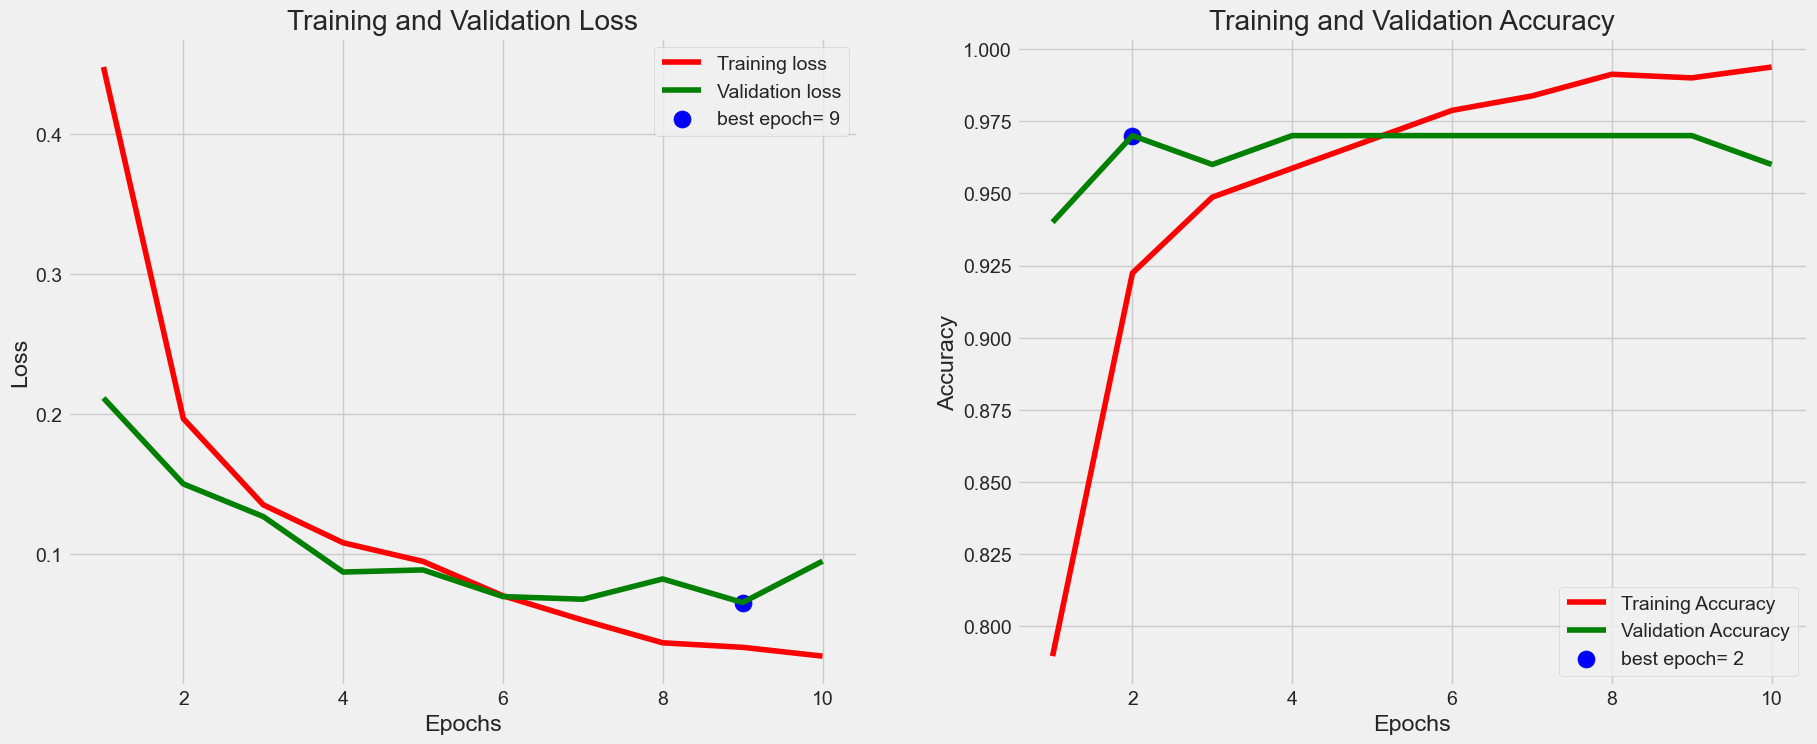 Training and Validation Loss
Training loss
Validation loss
best epoch= 9
0.4
0.3
0.2
0.1
Loss
2
4
6
8
10
Epochs
Training and Validation Accuracy
1.000
0.975
0.950
0.925
0.900
0.875
0.850
0.825
0.800
Accuracy
Training Accuracy
Validation Accuracy
best epoch= 2
2
4
6
8
10
Epochs